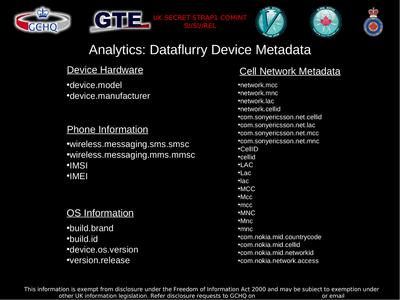 GCHQ
GTE
UK SECRET STRAP1 COMINT
S//SI//REL
Analytics: Dataflurry Device Metadata
Device Hardware
•device.model
•device.manufacturer
Phone Information
•wireless.messaging.sms.smsc
•wireless.messaging.mms.mmsc
•IMSI
•IMEI
OS Information
•build.brand
•build.id
•device.os.version
•version.release
Cell Network Metadata
•network.mcc
•network.mnc
•network.lac
•network.cellid
•com.sonyericsson.net.cellid
•com.sonyericsson.net.lac
•com.sonyericsson.net.mcc
•com.sonyericsson.net.mnc
•CellID
•cellid
•LAC
•Lac
•lac
•MCC
•Mcc
•mcc
•MNC
•Mnc
•mnc
•com.nokia.mid.countrycode
•com.nokia.mid.cellid
•com.nokia.mid.networkid
•com.nokia.network.access
This information is exempt from disclosure under the Freedom of Information Act 2000 and may be subject to exemption under
other UK information legislation. Refer disclosure requests to GCHQ on or email